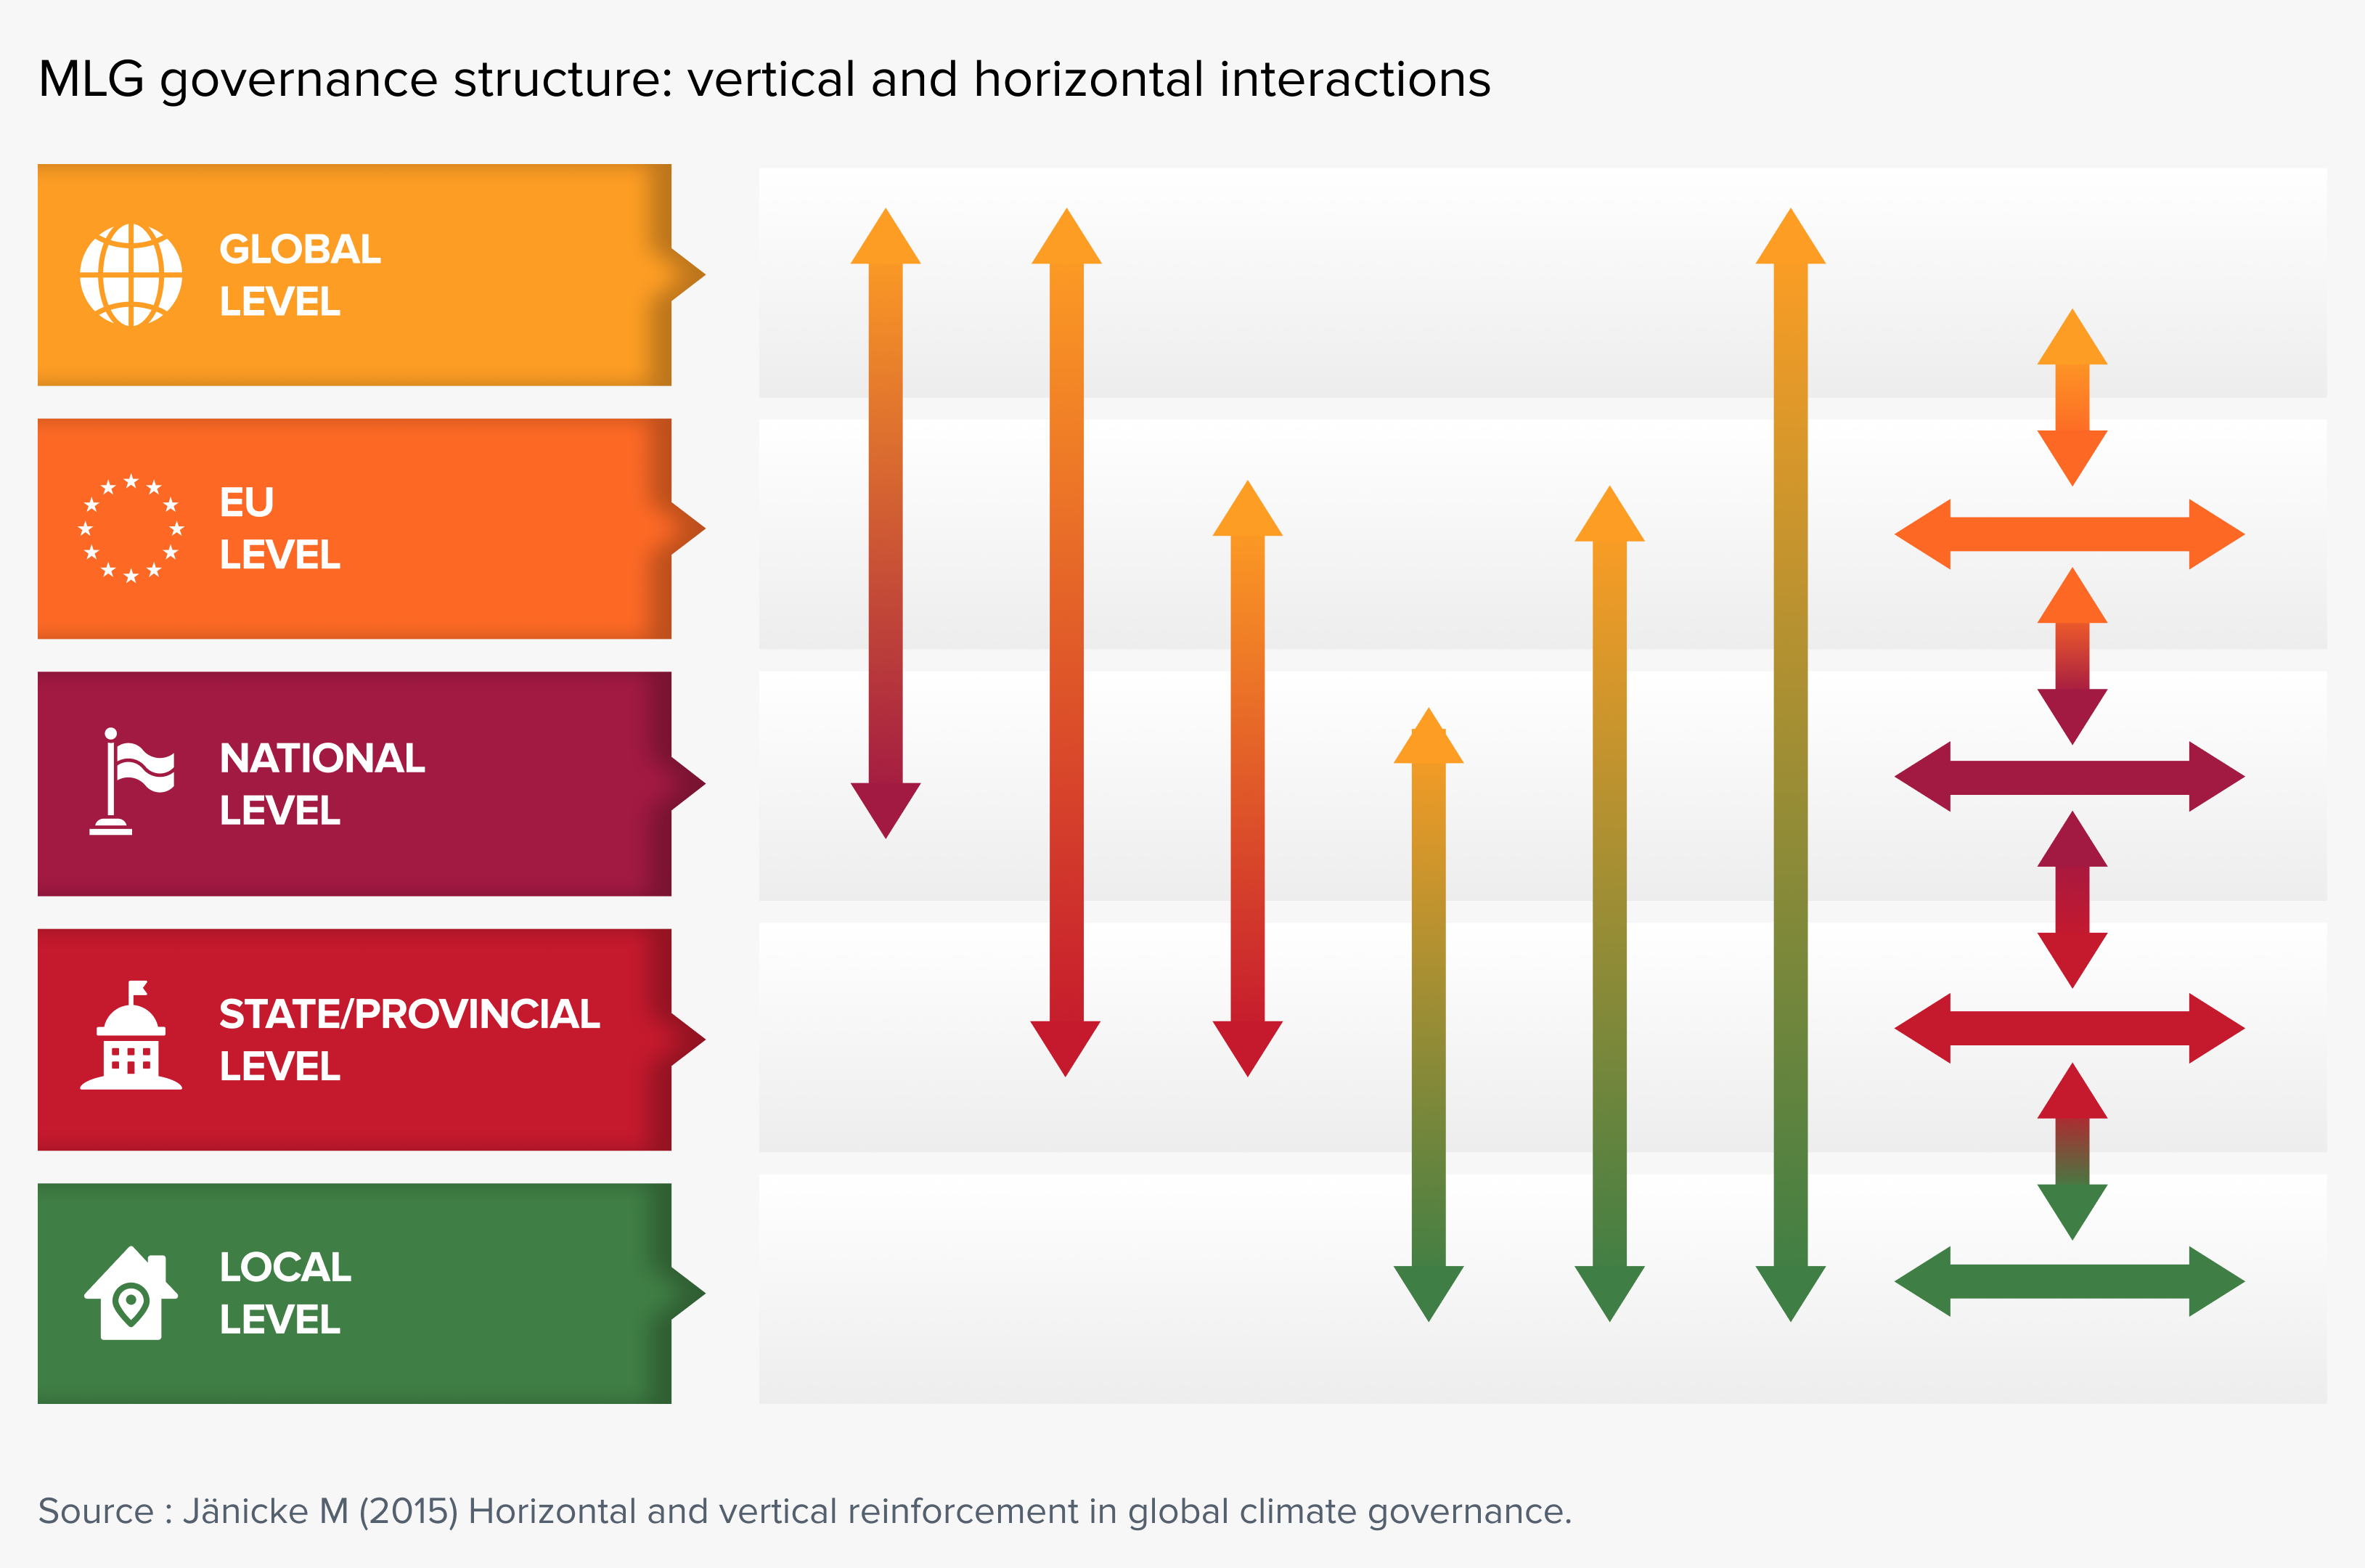 MLG governance structure: vertical and horizontal interactions
GLOBAL
LEVEL
EU
LEVEL
NATIONAL
LEVEL
STATE/PROVINCIAL
LEVEL
LOCAL
LEVEL
Source : Jänicke M (2015) Horizontal and vertical reinforcement in global climate governance.